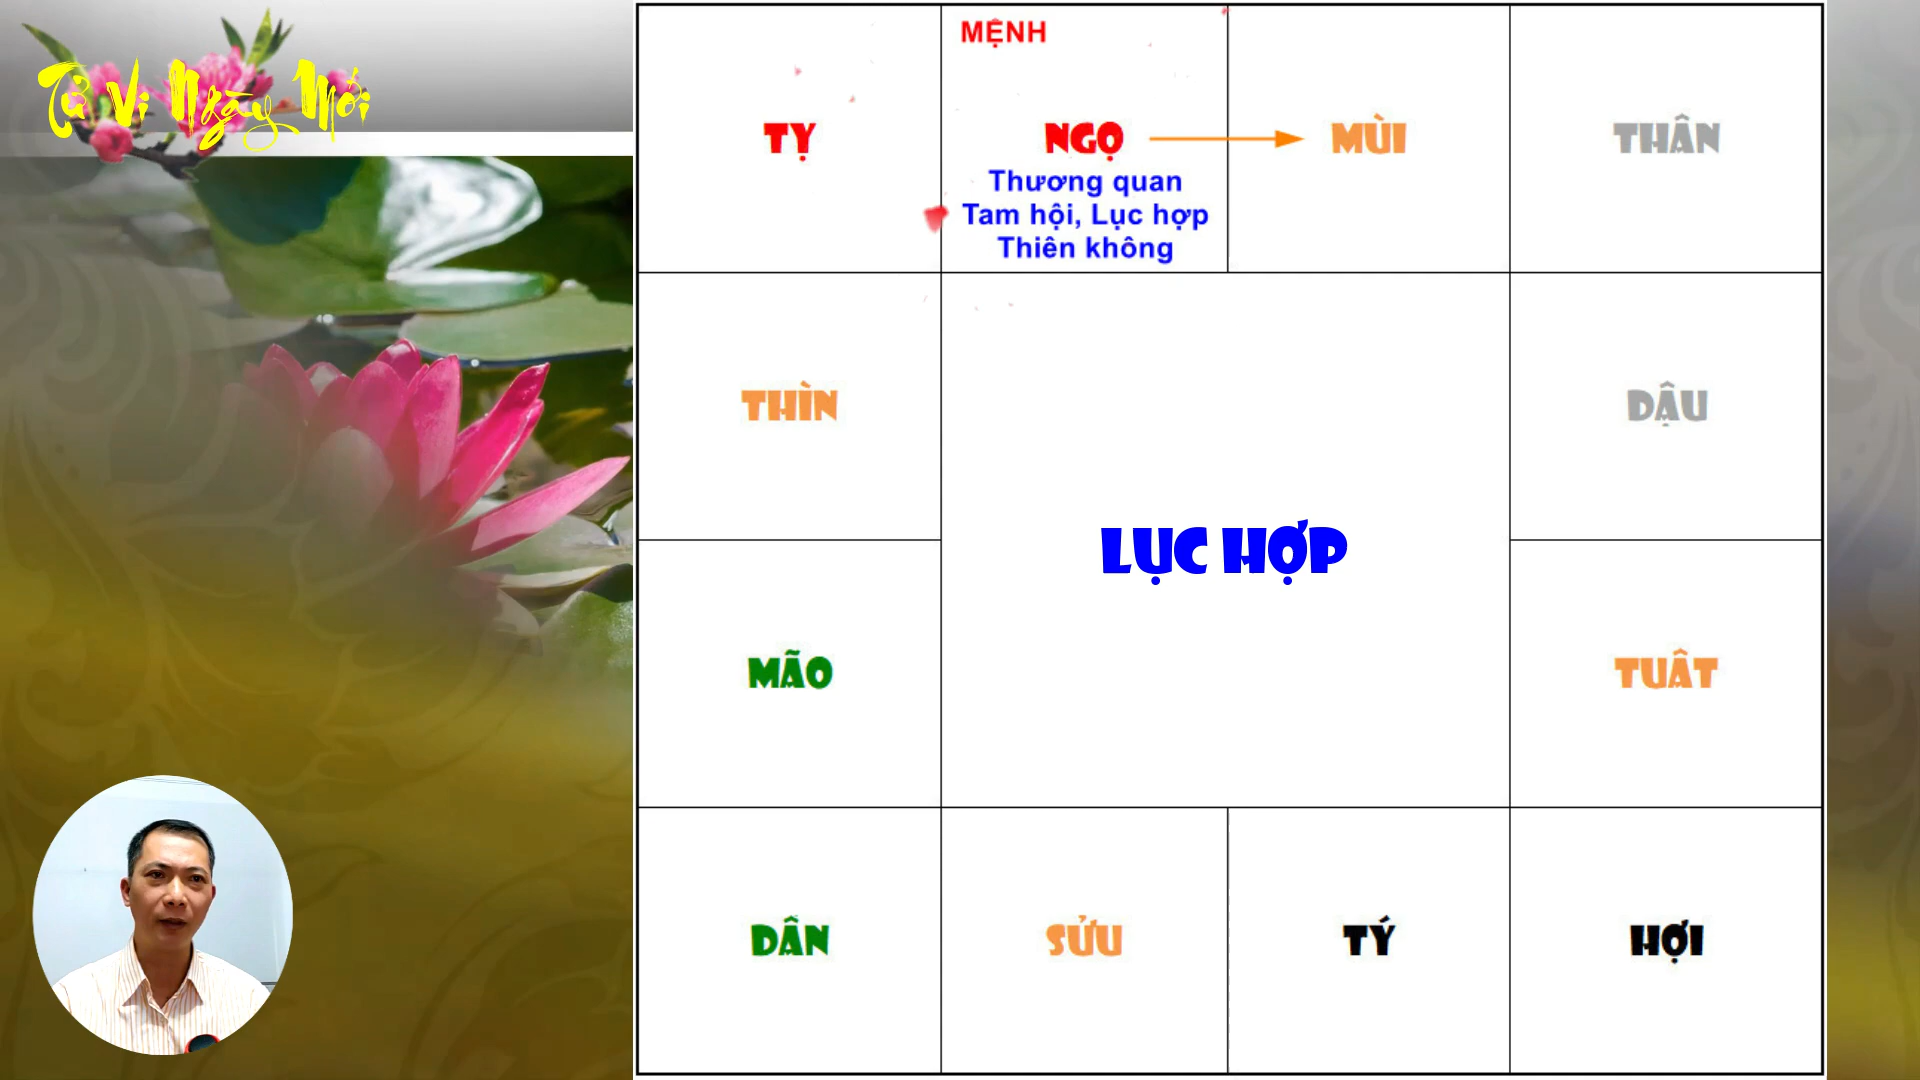 Tử Vi Ngày Mới
MỆNH
TỴ
NGỌ
MÙI
THÂN
Thương quan
Tam hội, Lục hợp
Thiên không
THÌN
DẬU
LỤC HỢP
MÃO
TUẤT
DẦN
SỬU
TÝ
HỢI